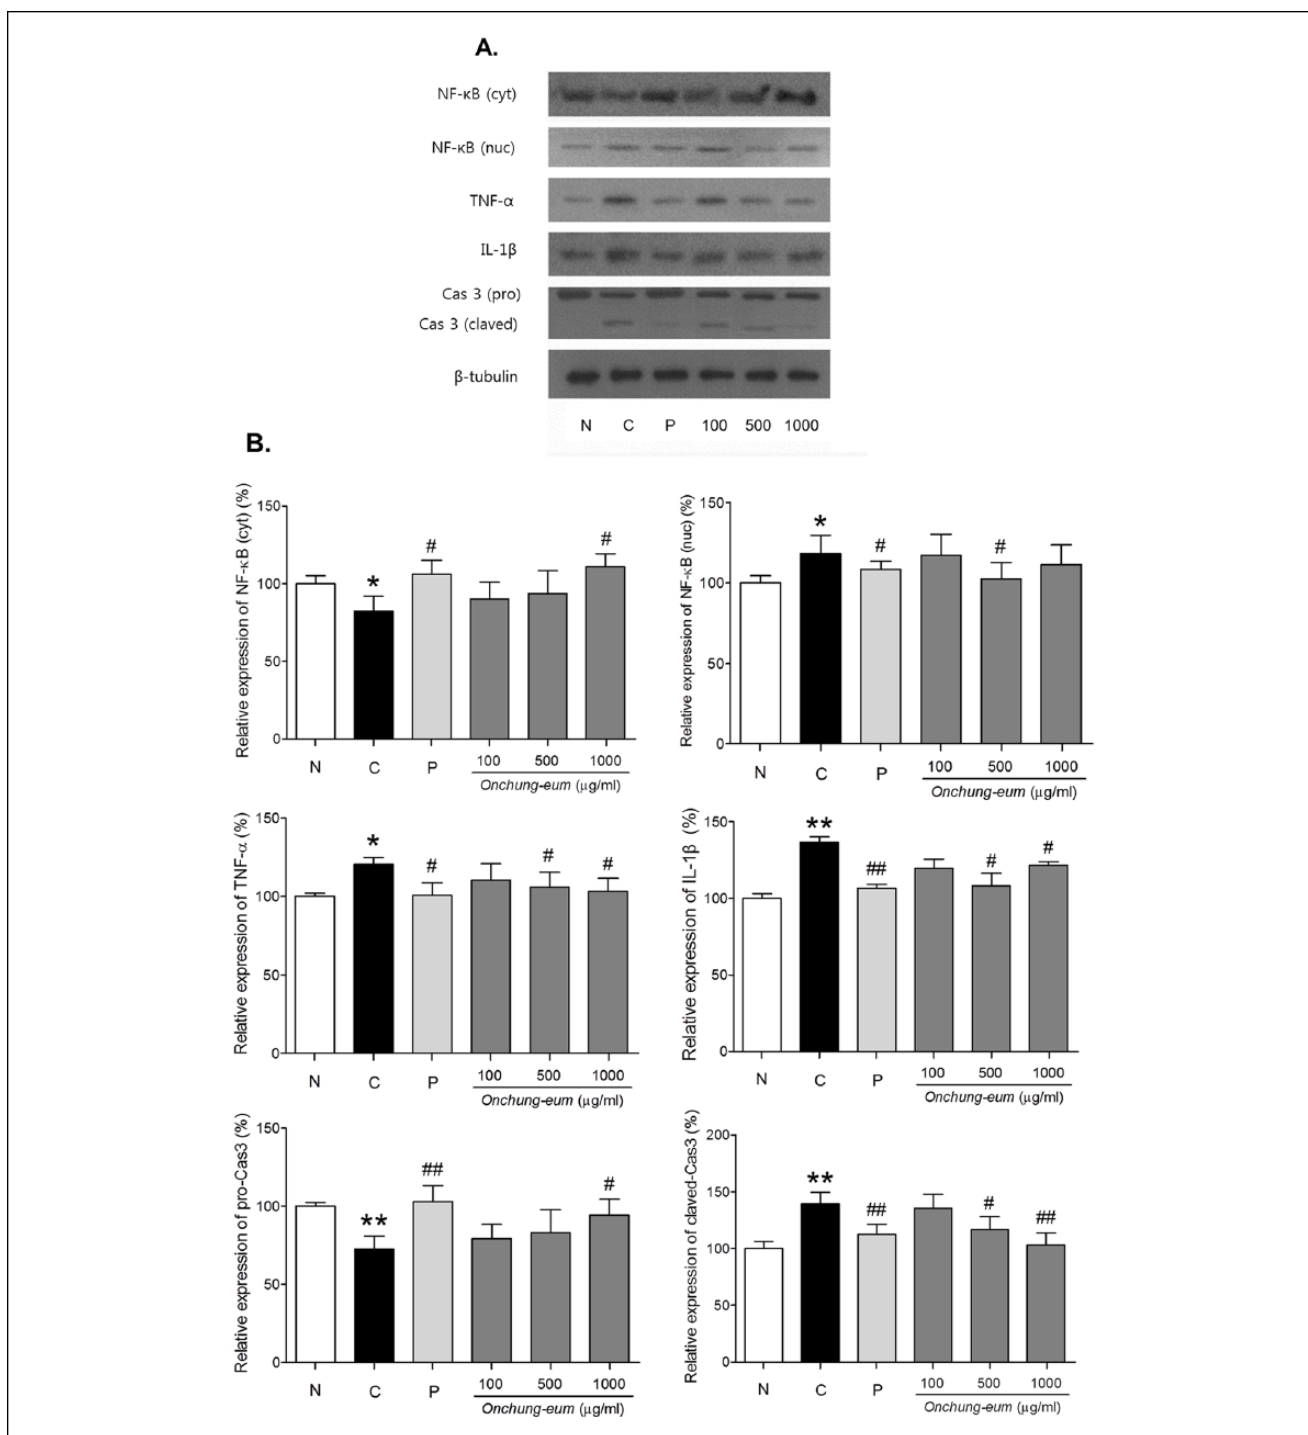 A.
NF-κB (cyt)
NF-κB (nuc)
TNF-α
IL-1β
Cas 3 (pro)
Cas 3 (claved)
β-tubulin
N C P 100 500 1000
B.
Relative expression of NF-κB (cyt) (%)
150
100
50
0
* # #
N C P 100 500 1000
Onchung-eum (μg/ml)
Relative expression of NF-κB (nuc) (%)
150
100
50
0
* # #
N C P 100 500 1000
Onchung-eum (μg/ml)
Relative expression of TNF-α (%)
150
100
50
0
* # # #
N C P 100 500 1000
Onchung-eum (μg/ml)
Relative expression of IL-1β (%)
150
100
50
0
** ## # #
N C P 100 500 1000
Onchung-eum (μg/ml)
Relative expression of pro-Cas3 (%)
150
100
50
0
** ## #
N C P 100 500 1000
Onchung-eum (μg/ml)
Relative expression of claved-Cas3 (%)
200
150
100
50
0
** ## # ##
N C P 100 500 1000
Onchung-eum (μg/ml)